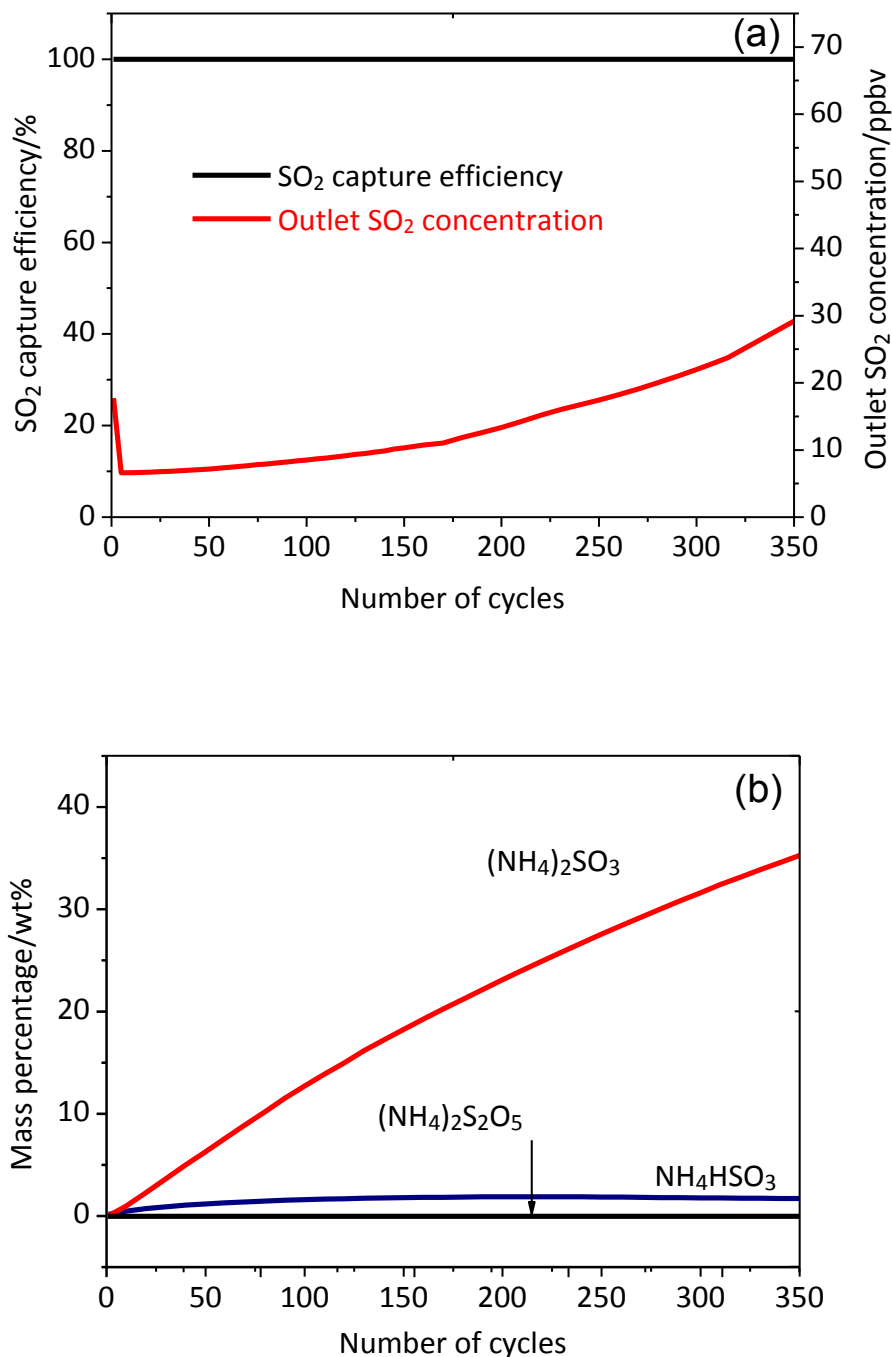 (a)
SO₂ capture efficiency/%
100
80
60
40
20
0
SO₂ capture efficiency
Outlet SO₂ concentration
70
60
50
40
30
20
10
0
Outlet SO₂ concentration/ppbv
0 50 100 150 200 250 300 350
Number of cycles
(b)
Mass percentage/wt%
40
30
20
10
0
(NH₄)₂SO₃
(NH₄)₂S₂O₅
NH₄HSO₃
0 50 100 150 200 250 300 350
Number of cycles